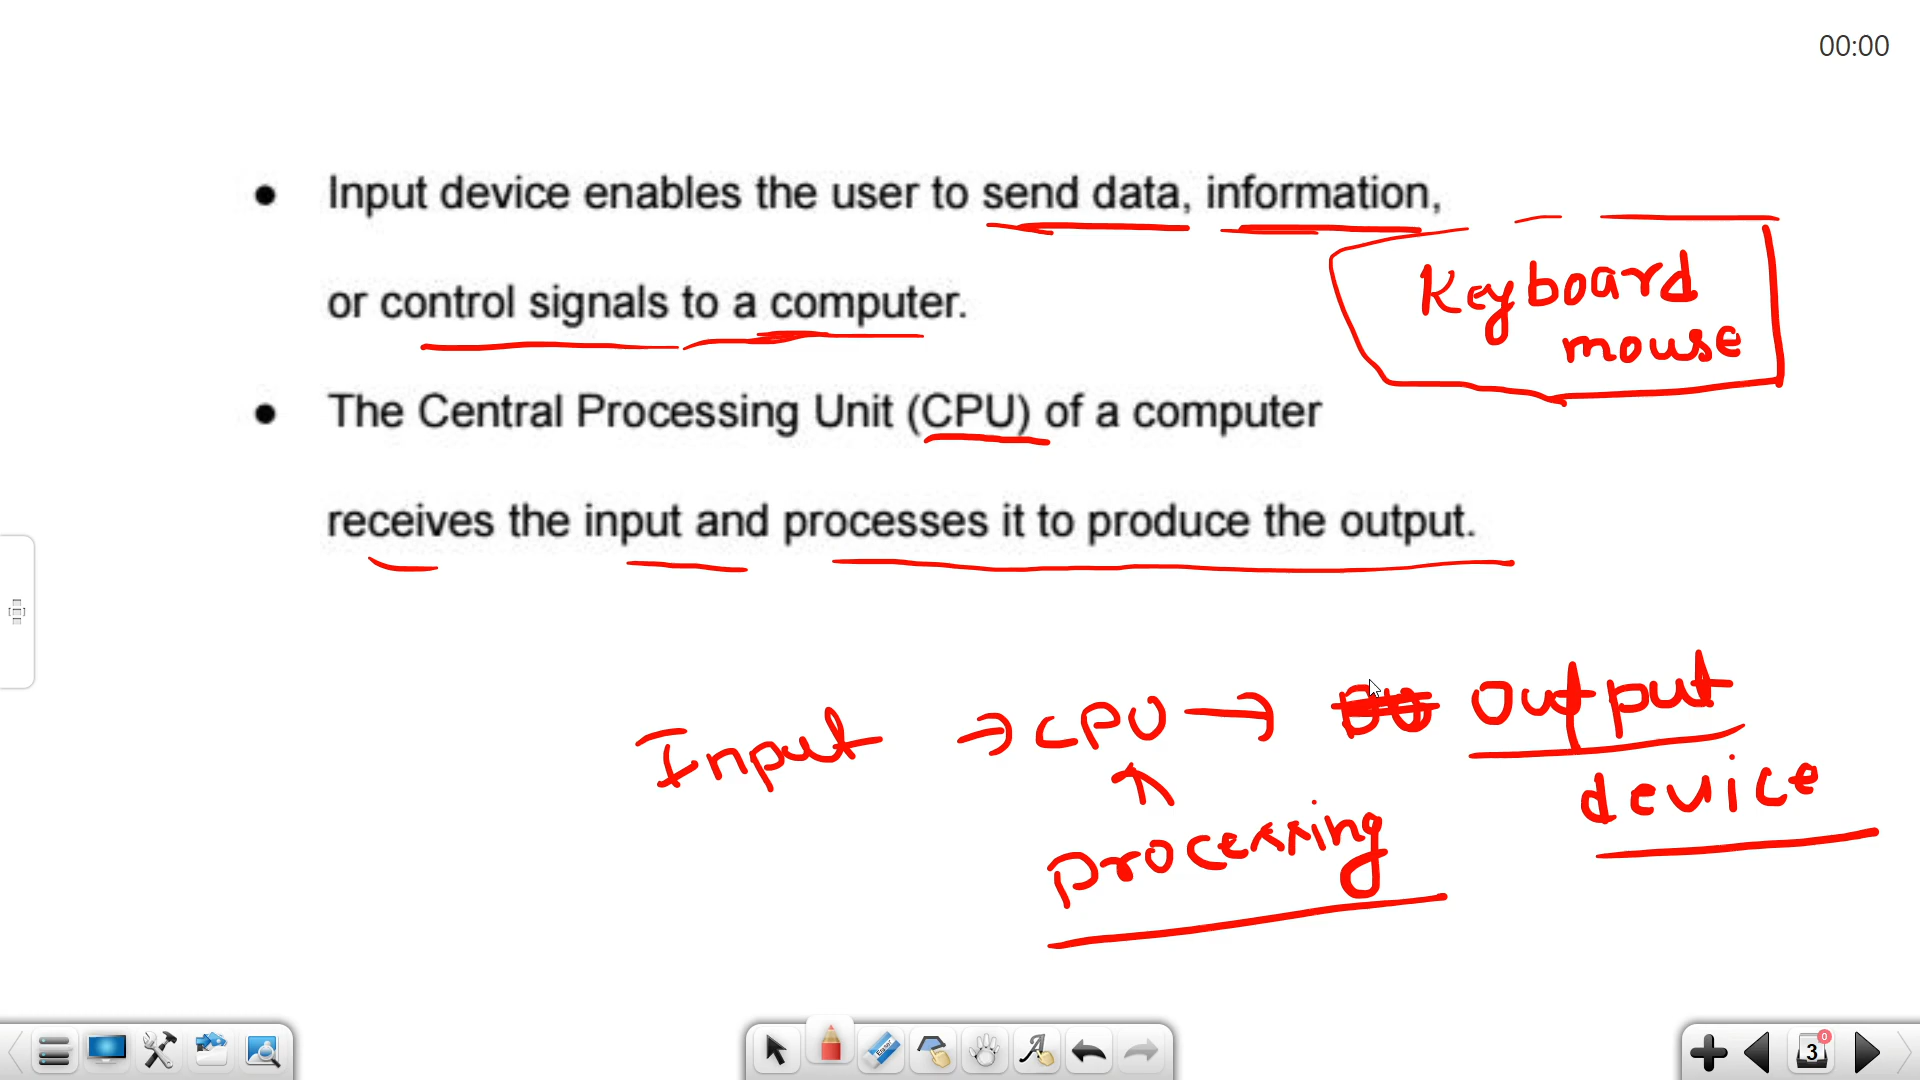 00:00
● Input device enables the user to send data, information,
or control signals to a computer.
Keyboard
mouse
● The Central Processing Unit (CPU) of a computer
receives the input and processes it to produce the output.
Input → CPU → output
device
processing
Eraser
A
3
0